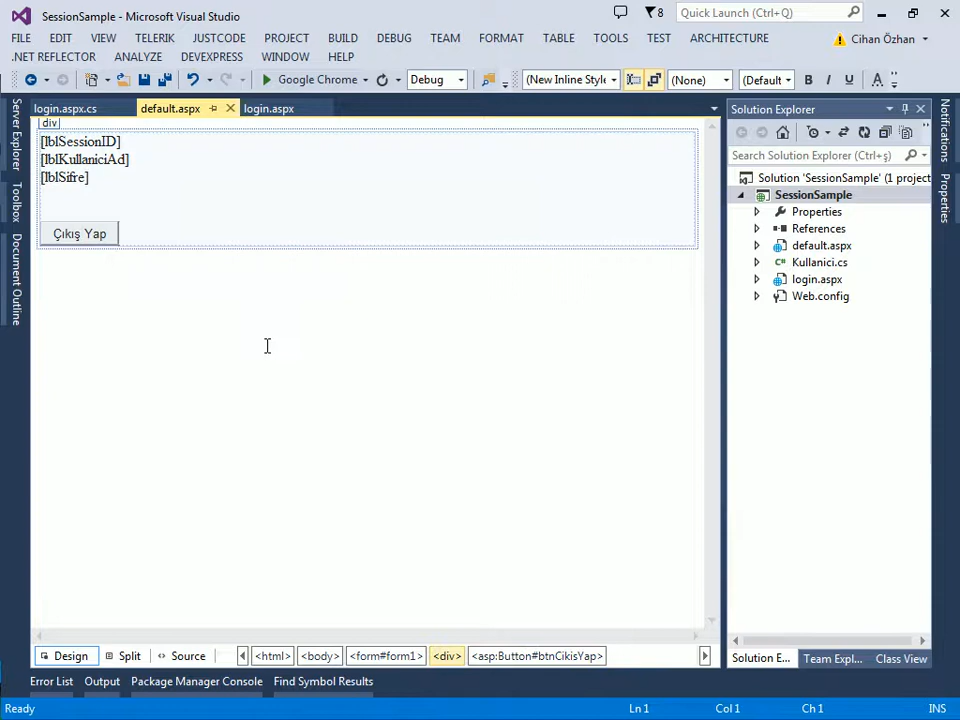 SessionSample - Microsoft Visual Studio
8
Quick Launch (Ctrl+Q)
FILE EDIT VIEW TELERIK JUSTCODE PROJECT BUILD DEBUG TEAM FORMAT TABLE TOOLS TEST ARCHITECTURE
Cihan Özhan
.NET REFLECTOR ANALYZE DEVEXPRESS WINDOW HELP
Google Chrome
Debug
(New Inline Style
(None)
(Default
B I U A
Server Explorer
Toolbox
Document Outline
login.aspx.cs
default.aspx
login.aspx
div
[lblSessionID]
[lblKullaniciAd]
[lblSifre]
Çıkış Yap
Design
Split
Source
<html>
<body>
<form#form1>
<div>
<asp:Button#btnCikisYap>
Solution Explorer
Search Solution Explorer (Ctrl+ş)
Solution 'SessionSample' (1 project
SessionSample
Properties
References
default.aspx
Kullanici.cs
login.aspx
Web.config
Solution E...
Team Expl...
Class View
Notifications
Properties
Error List
Output
Package Manager Console
Find Symbol Results
Ready
Ln 1
Col 1
Ch 1
INS